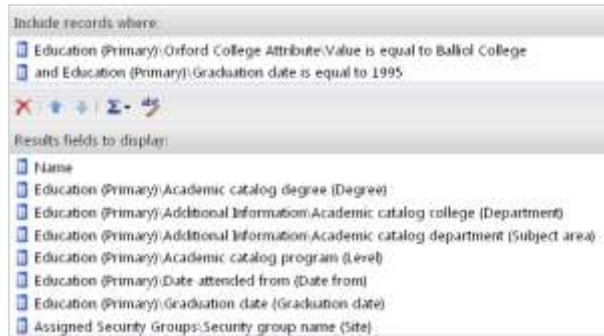 Include records where:
Education (Primary)\Oxford College Attribute\Value is equal to Balliol College
and Education (Primary)\Graduation date is equal to 1995
Results fields to display:
Name
Education (Primary)\Academic catalog degree (Degree)
Education (Primary)\Additional Information\Academic catalog college (Department)
Education (Primary)\Additional Information\Academic catalog department (Subject area)
Education (Primary)\Academic catalog program (Level)
Education (Primary)\Date attended from (Date from)
Education (Primary)\Graduation date (Graduation date)
Assigned Security Groups\Security group name (Site)